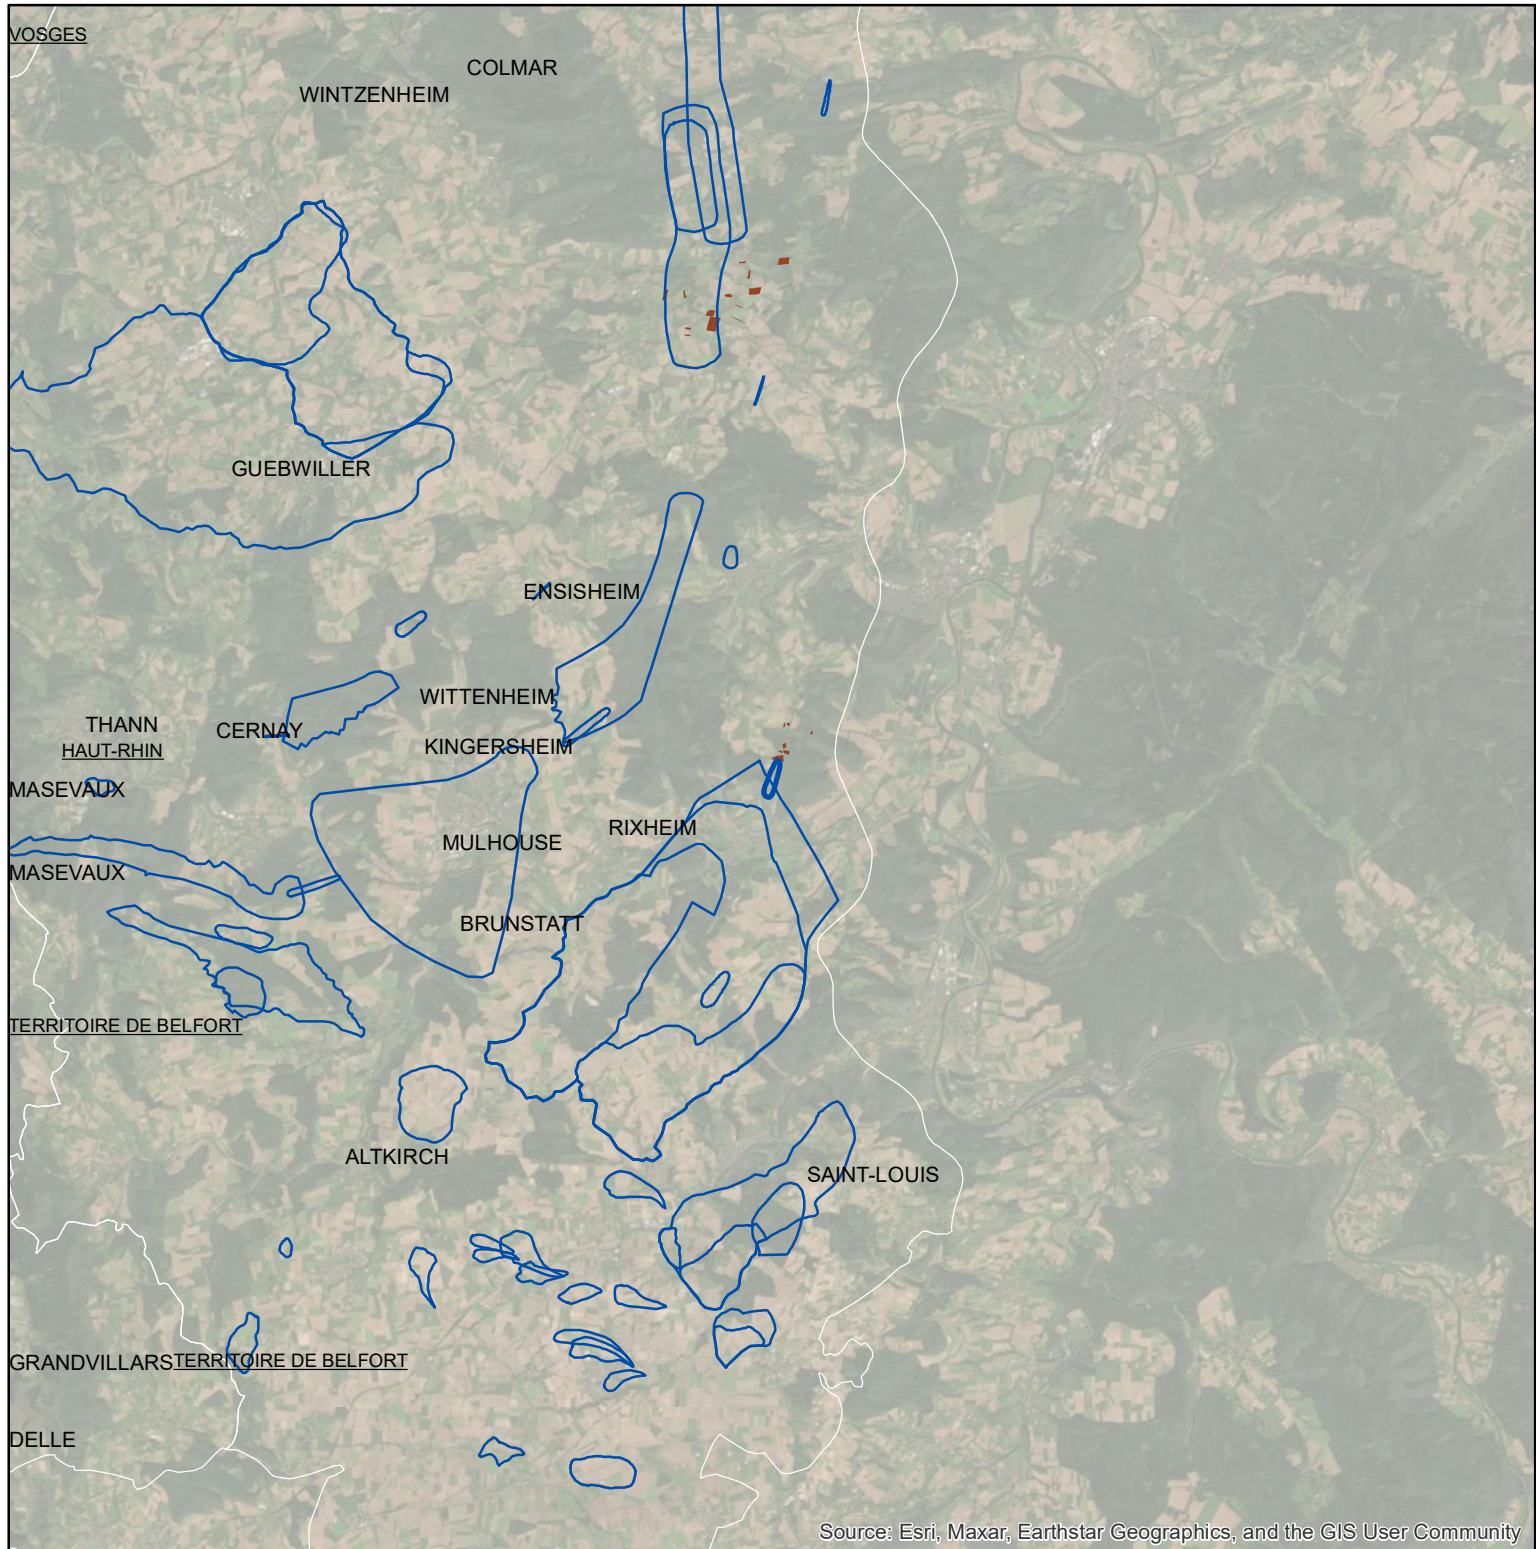 VOSGES
COLMAR
WINTZENHEIM
GUEBWILLER
ENSISHEIM
WITTENHEIM
THANN
CERNAY
HAUT-RHIN
KINGERSHEIM
MASEVAUX
RIXHEIM
MULHOUSE
MASEVAUX
BRUNSTATT
TERRITOIRE DE BELFORT
ALTKIRCH
SAINT-LOUIS
GRANDVILLARS
TERRITOIRE DE BELFORT
DELLE
Source: Esri, Maxar, Earthstar Geographics, and the GIS User Community